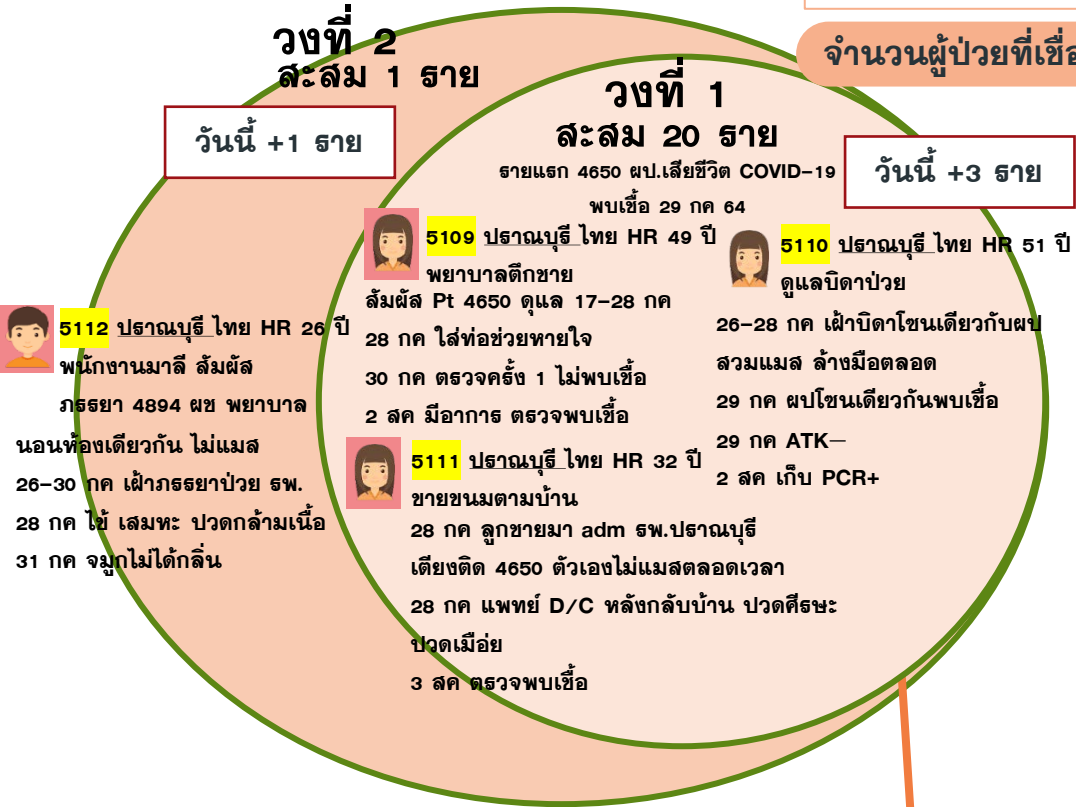 วงที่ 2
สะสม 1 ราย
วันนี้ +1 ราย
จำนวนผู้ป่วยที่เชื่อ
วงที่ 1
สะสม 20 ราย
รายแรก 4650 ผป.เสียชีวิต COVID-19
พบเชื้อ 29 กค 64
วันนี้ +3 ราย
5109 ปราณบุรี ไทย HR 49 ปี
พยาบาลตึกชาย
สัมผัส Pt 4650 ดูแล 17-28 กค
28 กค ใส่ท่อช่วยหายใจ
30 กค ตรวจครั้ง 1 ไม่พบเชื้อ
2 สค มีอาการ ตรวจพบเชื้อ
5110 ปราณบุรี ไทย HR 51 ปี
ดูแลบิดาป่วย
26-28 กค เฝ้าบิดาโซนเดียวกับผป
สวมแมส ล้างมือตลอด
29 กค ผปโซนเดียวกันพบเชื้อ
29 กค ATK-
2 สค เก็บ PCR+
5111 ปราณบุรี ไทย HR 32 ปี
ขายขนมตามบ้าน
28 กค ลูกชายมา adm รพ.ปราณบุรี
เตียงติด 4650 ตัวเองไม่แมสตลอดเวลา
28 กค แพทย์ D/C หลังกลับบ้าน ปวดศีรษะ
ปวดเมื่อย
3 สค ตรวจพบเชื้อ
5112 ปราณบุรี ไทย HR 26 ปี
พนักงานมาลี สัมผัส
ภรรยา 4894 ผช พยาบาล
นอนห้องเดียวกัน ไม่แมส
26-30 กค เฝ้าภรรยาป่วย รพ.
28 กค ไข้ เสมหะ ปวดกล้ามเนื้อ
31 กค จมูกไม่ได้กลิ่น